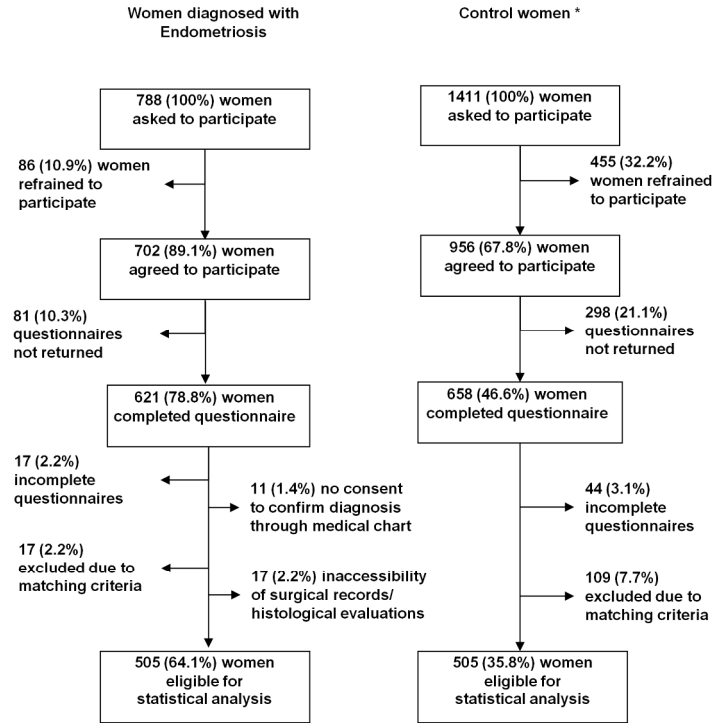 Women diagnosed with
Endometriosis
Control women *
788 (100%) women
asked to participate
1411 (100%) women
asked to participate
86 (10.9%) women
refrained to
participate
455 (32.2%)
women refrained
to participate
702 (89.1%) women
agreed to participate
956 (67.8%) women
agreed to participate
81 (10.3%)
questionnaires
not returned
298 (21.1%)
questionnaires
not returned
621 (78.8%) women
completed questionnaire
658 (46.6%) women
completed questionnaire
17 (2.2%)
incomplete
questionnaires
11 (1.4%) no consent
to confirm diagnosis
through medical chart
44 (3.1%)
incomplete
questionnaires
17 (2.2%)
excluded due to
matching criteria
17 (2.2%) inaccessibility
of surgical records/
histological evaluations
109 (7.7%)
excluded due to
matching criteria
505 (64.1%) women
eligible for
statistical analysis
505 (35.8%) women
eligible for
statistical analysis